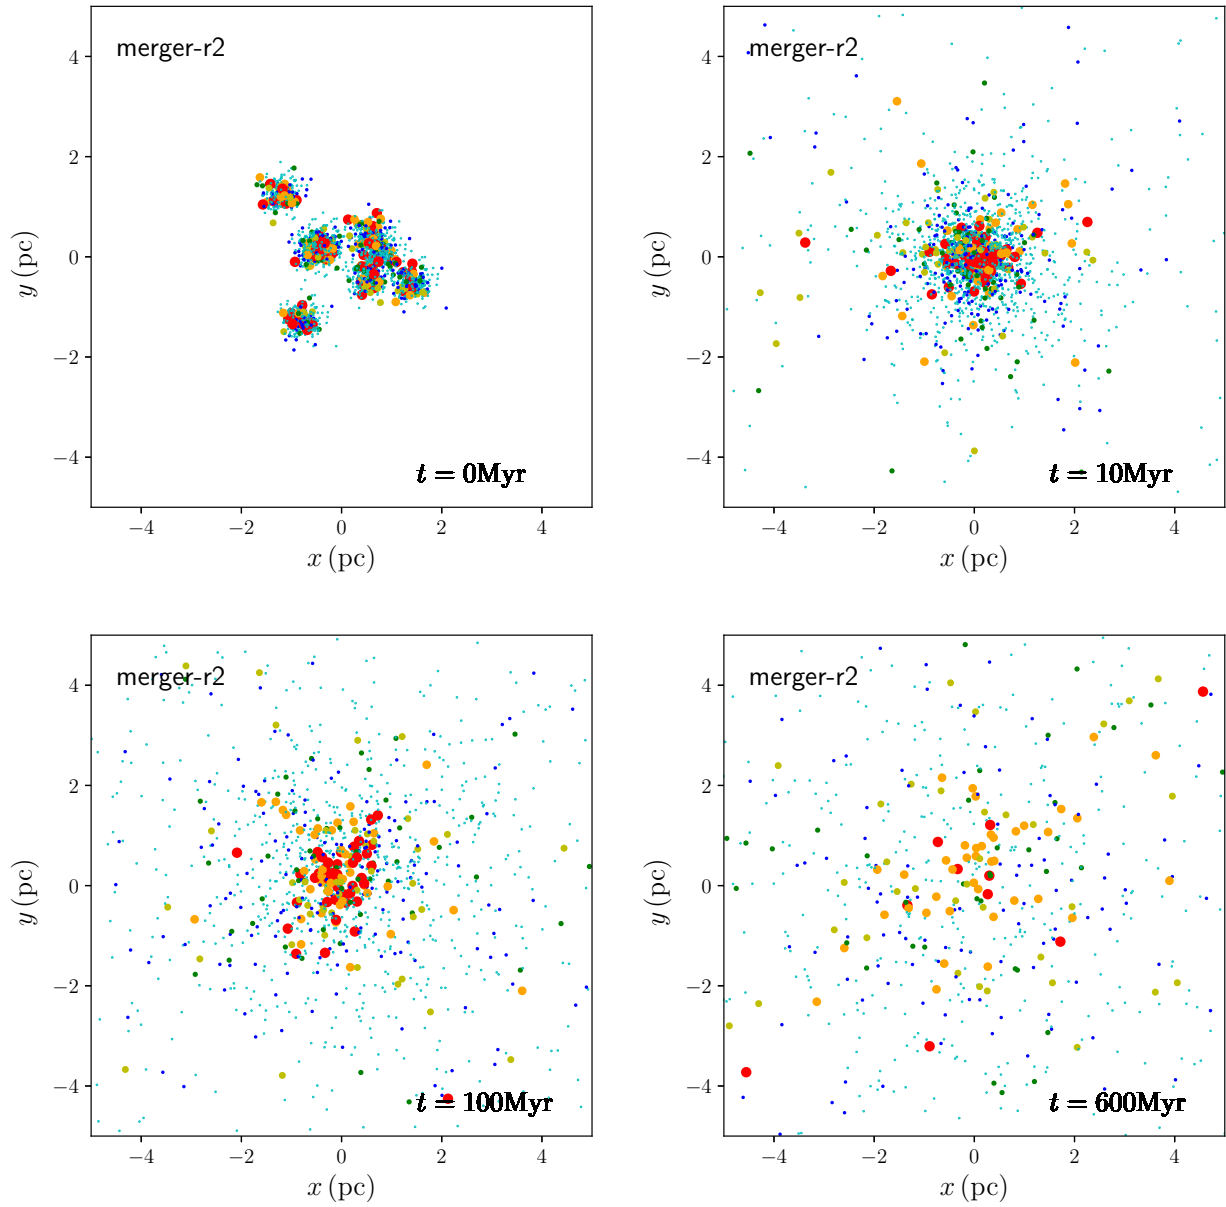 merger-r2
4
2
0
−2
−4
y (pc)
t = 0Myr
−4 −2 0 2 4
x (pc)
merger-r2
4
2
0
−2
−4
y (pc)
t = 10Myr
−4 −2 0 2 4
x (pc)
merger-r2
4
2
0
−2
−4
y (pc)
t = 100Myr
−4 −2 0 2 4
x (pc)
merger-r2
4
2
0
−2
−4
y (pc)
t = 600Myr
−4 −2 0 2 4
x (pc)